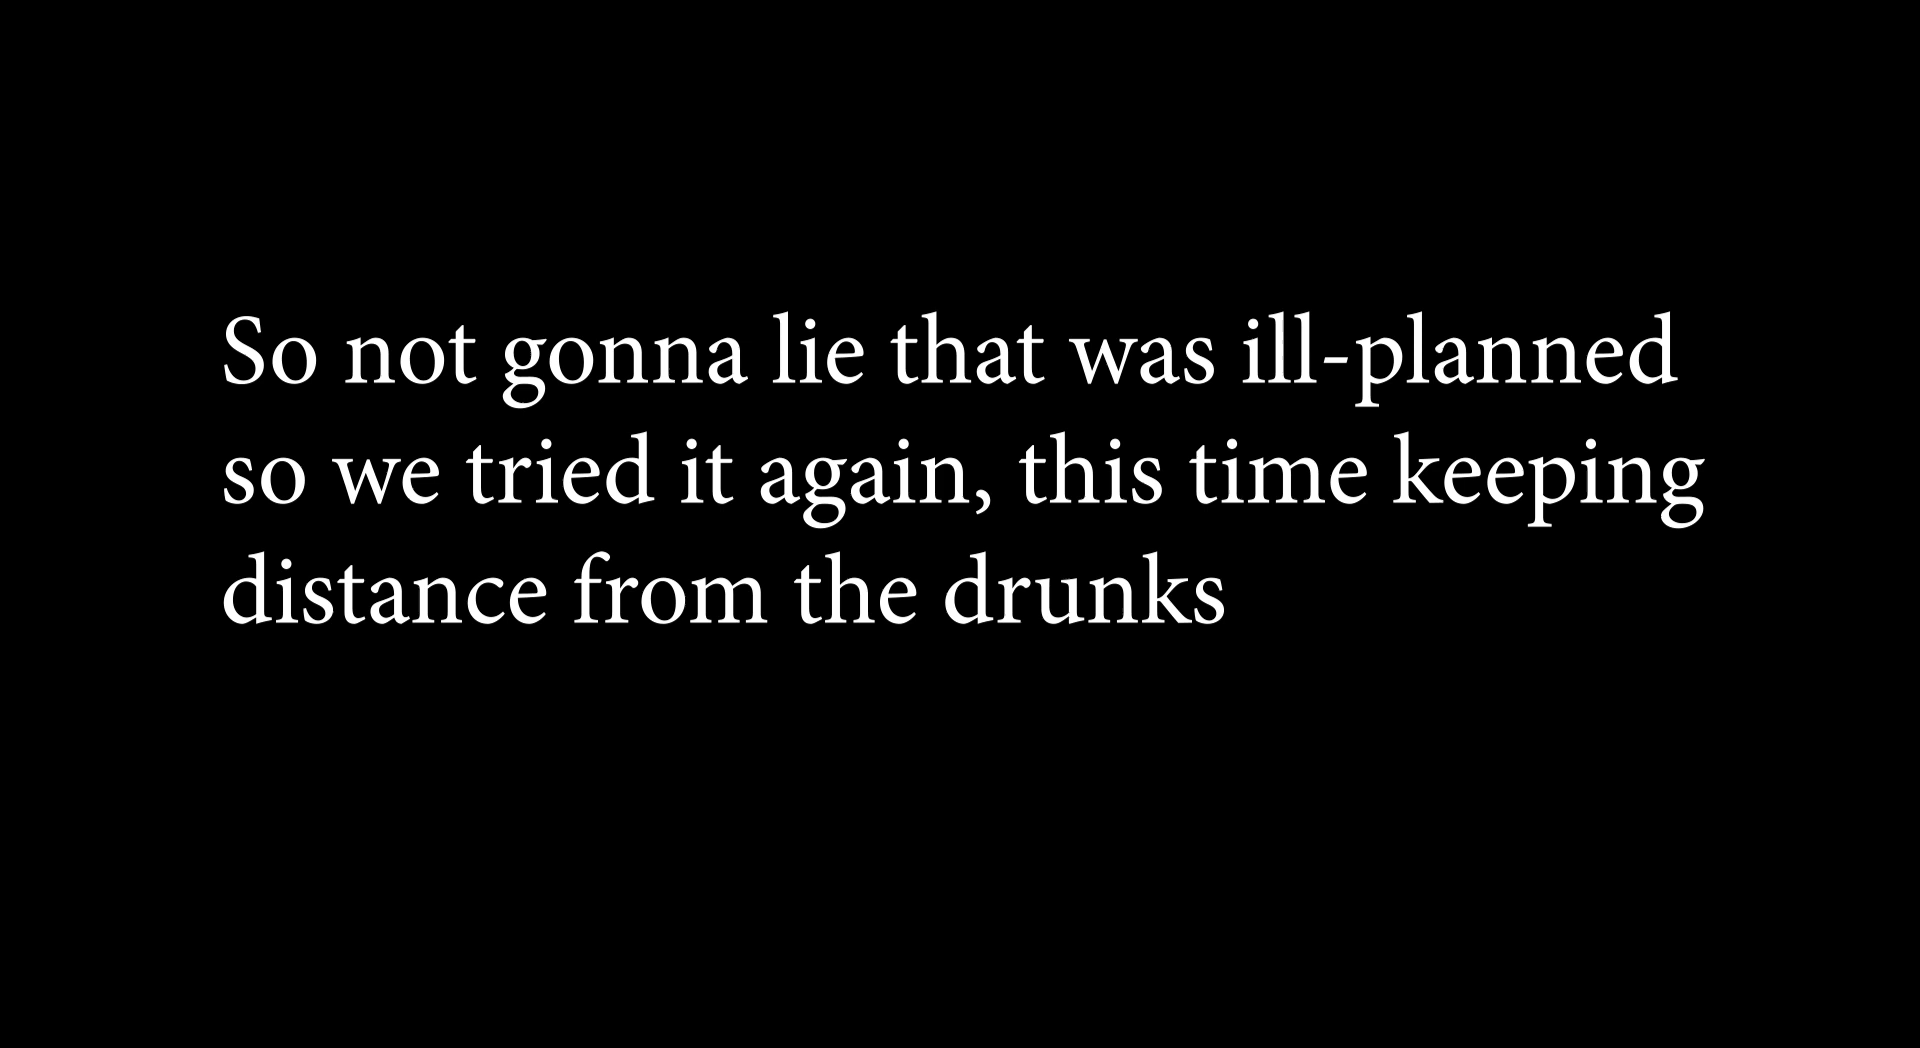 So not gonna lie that was ill-planned
so we tried it again, this time keeping
distance from the drunks